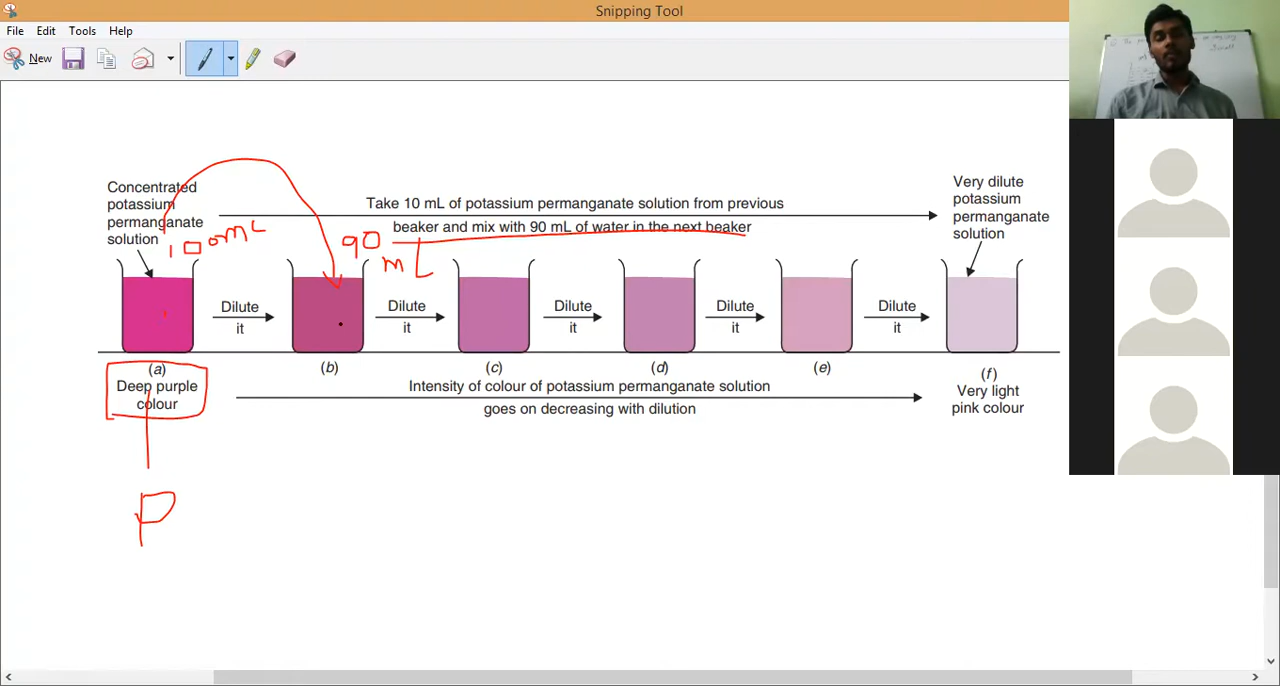 Snipping Tool
File Edit Tools Help
New
Concentrated
potassium
permanganate
solution
100mL
90
mL
Take 10 mL of potassium permanganate solution from previous
beaker and mix with 90 mL of water in the next beaker
Very dilute
potassium
permanganate
solution
Dilute
it
Dilute
it
Dilute
it
Dilute
it
Dilute
it
(a)
Deep purple
colour
(b)
(c)
(d)
(e)
(f)
Very light
pink colour
Intensity of colour of potassium permanganate solution
goes on decreasing with dilution
P